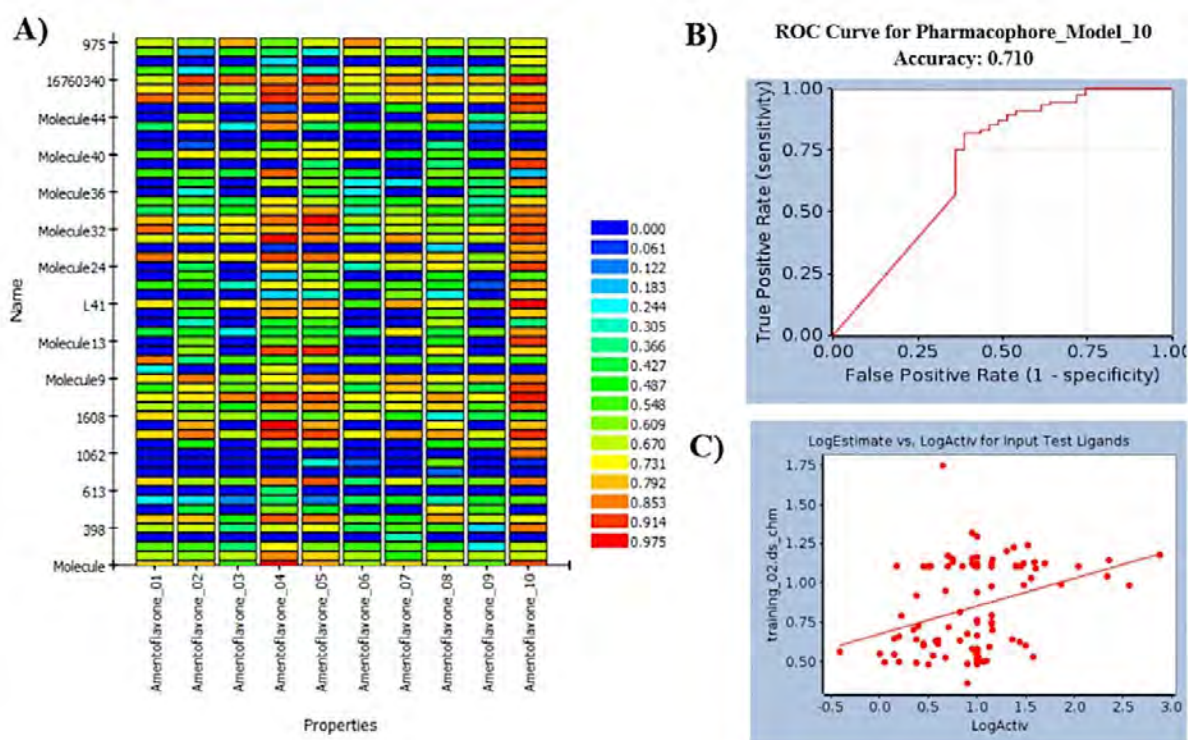 A)
975
16760340
Molecule44
Molecule40
Molecule36
Molecule32
Molecule24
L41
Molecule13
Molecule9
1608
1062
613
398
Molecule
Name
Amentoflavone_01
Amentoflavone_02
Amentoflavone_03
Amentoflavone_04
Amentoflavone_05
Amentoflavone_06
Amentoflavone_07
Amentoflavone_08
Amentoflavone_09
Amentoflavone_10
Properties
0.000
0.061
0.122
0.183
0.244
0.305
0.366
0.427
0.487
0.548
0.609
0.670
0.731
0.792
0.853
0.914
0.975
B)
ROC Curve for Pharmacophore_Model_10
Accuracy: 0.710
True Positive Rate (sensitivity)
1.00
0.75
0.50
0.25
0.00
0.00 0.25 0.50 0.75 1.00
False Positive Rate (1 - specificity)
C)
LogEstimate vs. LogActiv for Input Test Ligands
training_02.ds_chm
1.75
1.50
1.25
1.00
0.75
0.50
-0.5 0.0 0.5 1.0 1.5 2.0 2.5 3.0
LogActiv